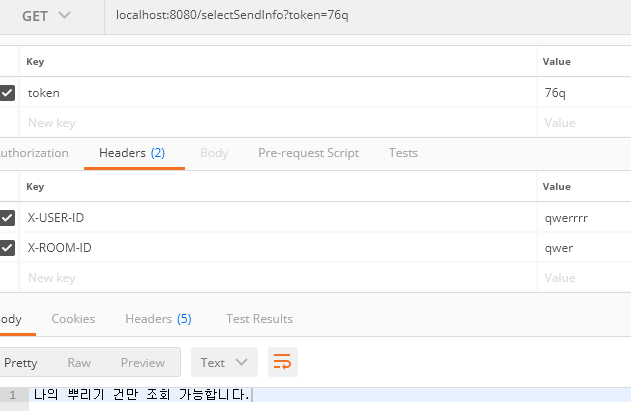 GET localhost:8080/selectSendInfo?token=76q
Key Value
token 76q
New key Value
Headers (2) Body Pre-request Script Tests
Key Value
X-USER-ID qwerrrr
X-ROOM-ID qwer
New key Value
Cookies Headers (5) Test Results
Pretty Raw Preview Text
1 나의 뿌리기 건만 조회 가능합니다.